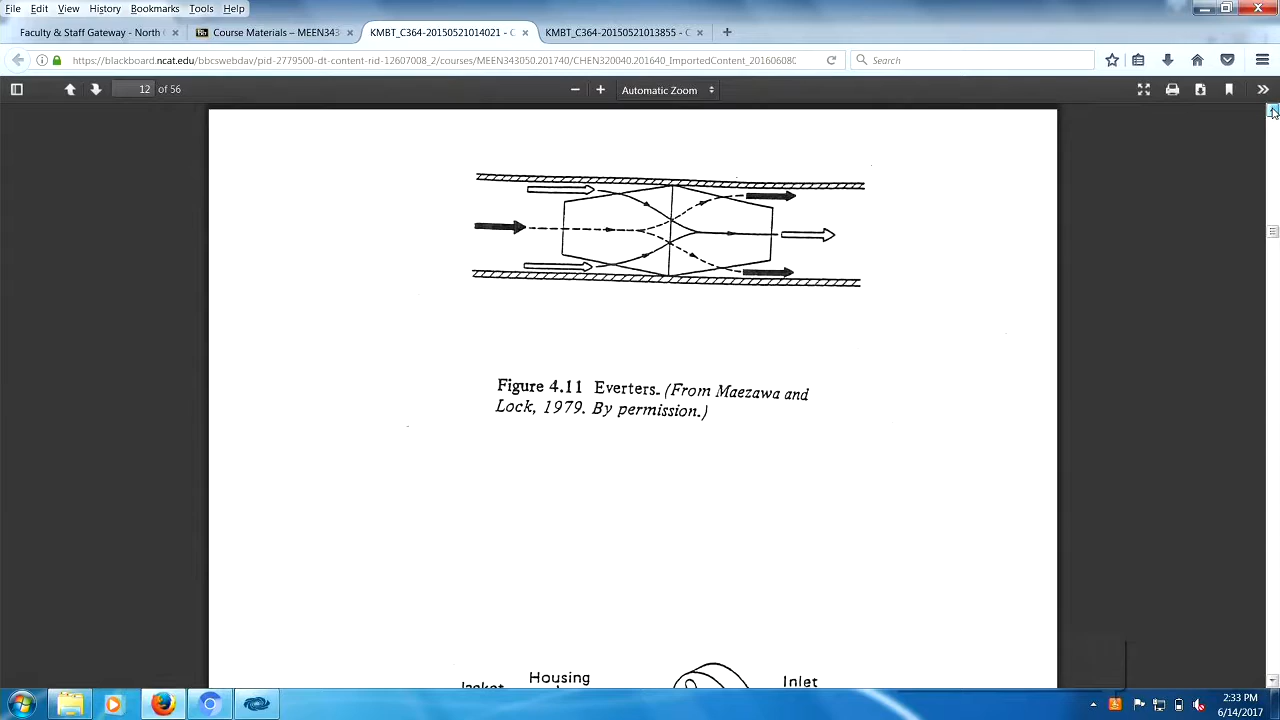 File Edit View History Bookmarks Tools Help
Faculty & Staff Gateway - North C
Course Materials – MEEN343
KMBT_C364-20150521014021 - C
KMBT_C364-20150521013855 - C
https://blackboard.ncat.edu/bbcswebdav/pid-2779500-dt-content-rid-12607008_2/courses/MEEN343050.201740/CHEN320040.201640_ImportedContent_201606080
Search
12 of 56
Automatic Zoom
Figure 4.11 Everters. (From Maezawa and
Lock, 1979. By permission.)
Housing
Inlet
Jacket
2:33 PM
6/14/2017